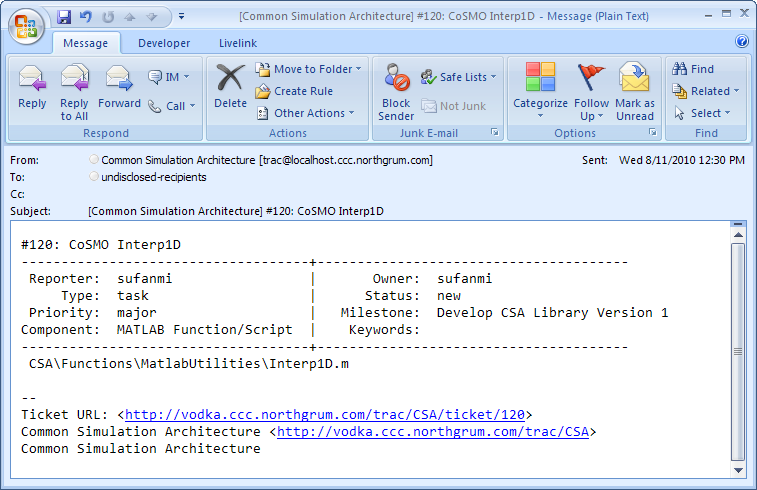 [Common Simulation Architecture] #120: CoSMO Interp1D - Message (Plain Text)
Message Developer Livelink
Reply Reply to All Forward IM Call
Respond
Delete Move to Folder Create Rule Other Actions
Actions
Block Sender Safe Lists Not Junk
Junk E-mail
Categorize Follow Up Mark as Unread
Options
Find Related Select
Find
From: Common Simulation Architecture [trac@localhost.ccc.northgrum.com] Sent: Wed 8/11/2010 12:30 PM
To: undisclosed-recipients
Cc:
Subject: [Common Simulation Architecture] #120: CoSMO Interp1D
#120: CoSMO Interp1D
------------------------------------+---------------------------------------
Reporter: sufanmi | Owner: sufanmi
Type: task | Status: new
Priority: major | Milestone: Develop CSA Library Version 1
Component: MATLAB Function/Script | Keywords:
------------------------------------+---------------------------------------
CSA\Functions\MatlabUtilities\Interp1D.m
--
Ticket URL: <http://vodka.ccc.northgrum.com/trac/CSA/ticket/120>
Common Simulation Architecture <http://vodka.ccc.northgrum.com/trac/CSA>
Common Simulation Architecture